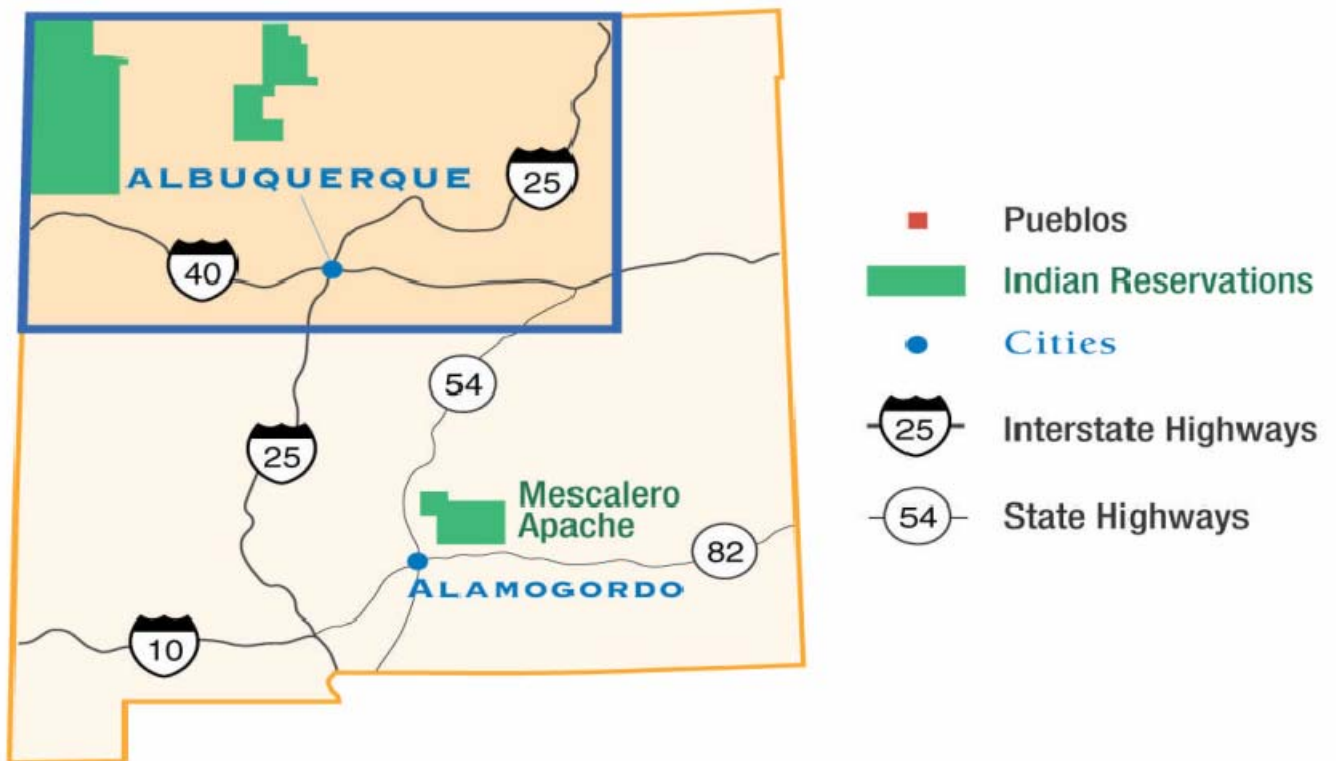 ALBUQUERQUE
25
40
54
25
Mescalero
Apache
82
ALAMOGORDO
10
Pueblos
Indian Reservations
Cities
25 Interstate Highways
54 State Highways